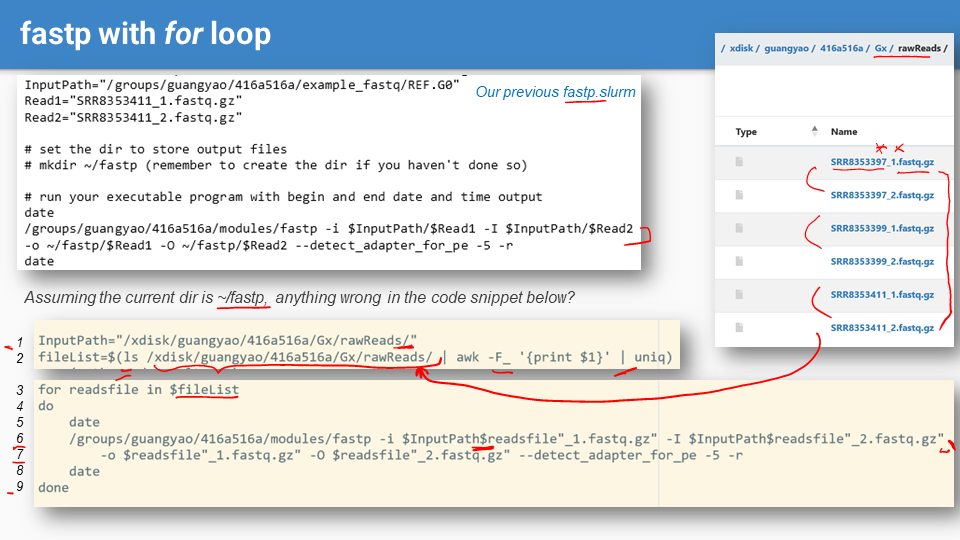 fastp with for loop
InputPath="/groups/guangyao/416a516a/example_fastq/REF.G0"
Read1="SRR8353411_1.fastq.gz"
Read2="SRR8353411_2.fastq.gz"
Our previous fastp.slurm
# set the dir to store output files
# mkdir ~/fastp (remember to create the dir if you haven't done so)
# run your executable program with begin and end date and time output
date
/groups/guangyao/416a516a/modules/fastp -i $InputPath/$Read1 -I $InputPath/$Read2
-o ~/fastp/$Read1 -O ~/fastp/$Read2 --detect_adapter_for_pe -5 -r
date
/ xdisk / guangyao / 416a516a / Gx / rawReads /
Type Name
SRR8353397_1.fastq.gz
SRR8353397_2.fastq.gz
SRR8353399_1.fastq.gz
SRR8353399_2.fastq.gz
SRR8353411_1.fastq.gz
SRR8353411_2.fastq.gz
Assuming the current dir is ~/fastp, anything wrong in the code snippet below?
1 InputPath="/xdisk/guangyao/416a516a/Gx/rawReads/"
2 fileList=$(ls /xdisk/guangyao/416a516a/Gx/rawReads/ | awk -F_ '{print $1}' | uniq)
3 for readsfile in $fileList
4 do
5 date
6 /groups/guangyao/416a516a/modules/fastp -i $InputPath$readsfile"_1.fastq.gz" -I $InputPath$readsfile"_2.fastq.gz"
7 -o $readsfile"_1.fastq.gz" -O $readsfile"_2.fastq.gz" --detect_adapter_for_pe -5 -r
8 date
9 done